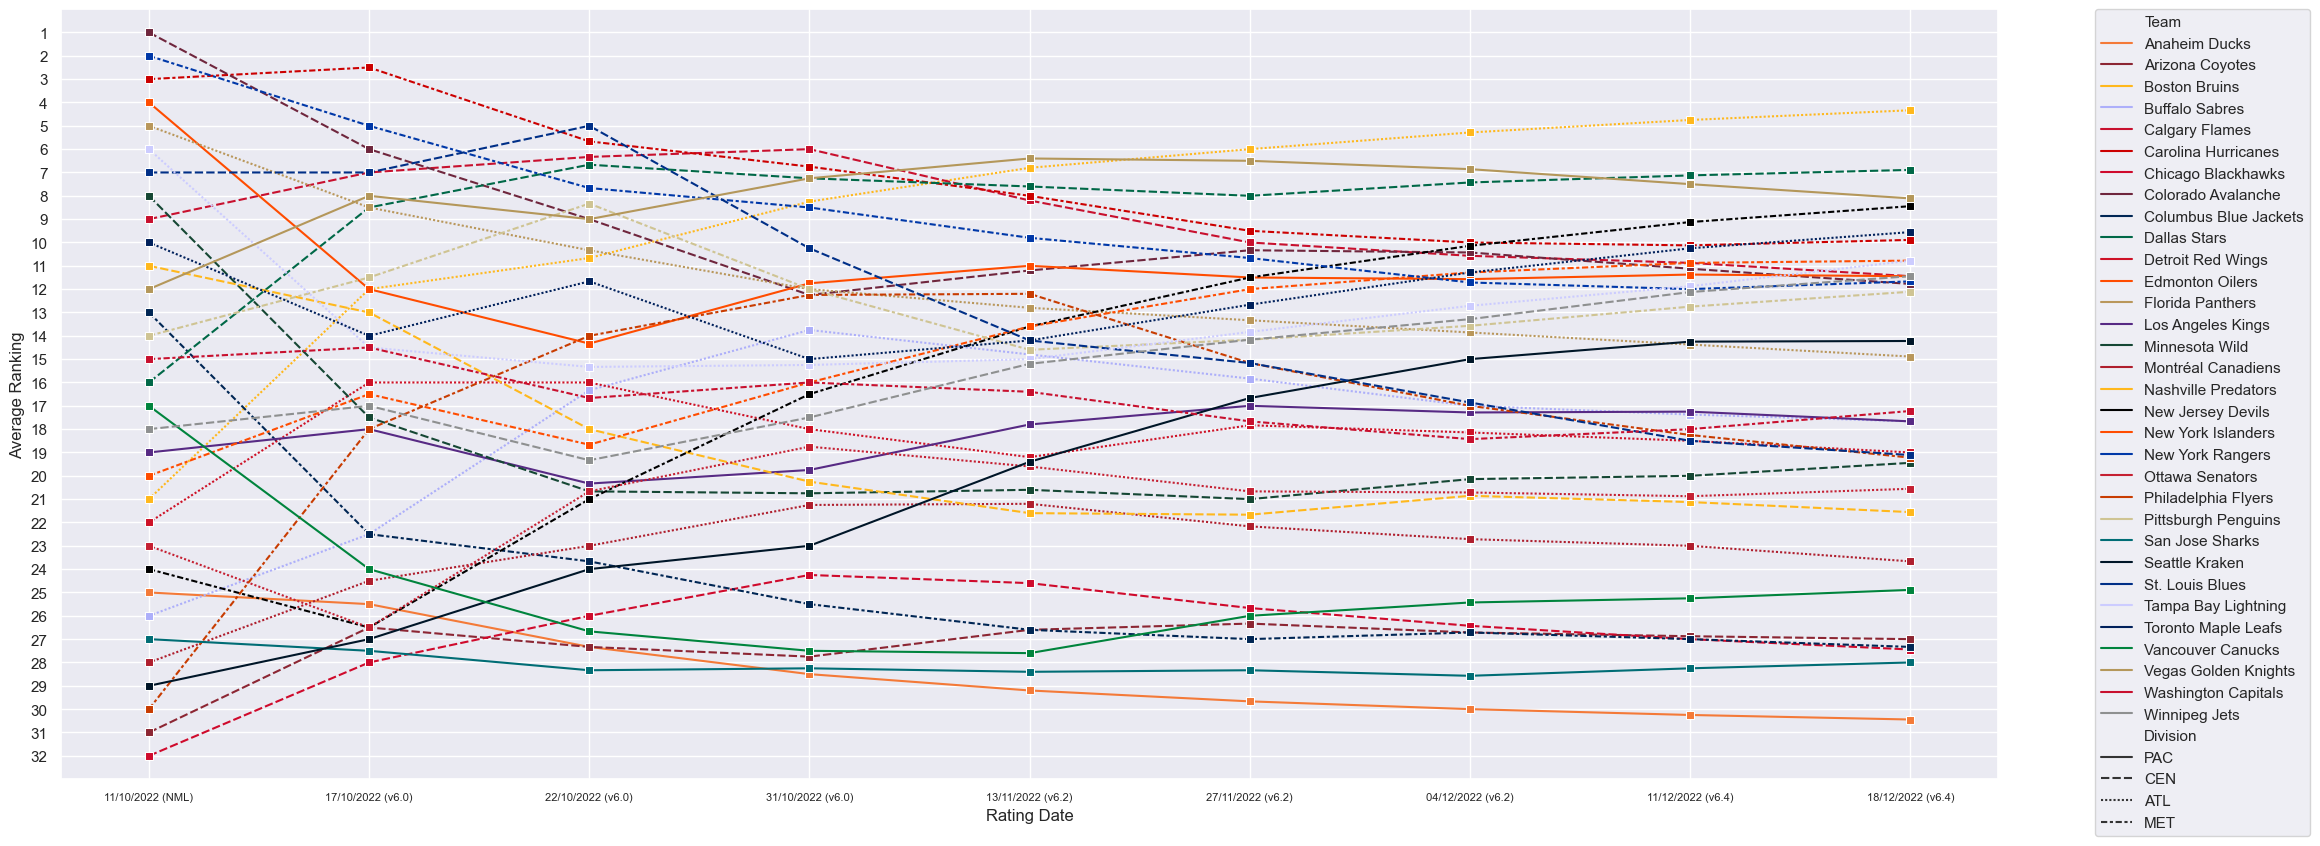 1
2
3
4
5
6
7
8
9
10
11
12
13
14
15
16
17
18
19
20
21
22
23
24
25
26
27
28
29
30
31
32
Average Ranking
11/10/2022 (NML)
17/10/2022 (v6.0)
22/10/2022 (v6.0)
31/10/2022 (v6.0)
13/11/2022 (v6.2)
27/11/2022 (v6.2)
04/12/2022 (v6.2)
11/12/2022 (v6.4)
18/12/2022 (v6.4)
Rating Date
Team
Anaheim Ducks
Arizona Coyotes
Boston Bruins
Buffalo Sabres
Calgary Flames
Carolina Hurricanes
Chicago Blackhawks
Colorado Avalanche
Columbus Blue Jackets
Dallas Stars
Detroit Red Wings
Edmonton Oilers
Florida Panthers
Los Angeles Kings
Minnesota Wild
Montréal Canadiens
Nashville Predators
New Jersey Devils
New York Islanders
New York Rangers
Ottawa Senators
Philadelphia Flyers
Pittsburgh Penguins
San Jose Sharks
Seattle Kraken
St. Louis Blues
Tampa Bay Lightning
Toronto Maple Leafs
Vancouver Canucks
Vegas Golden Knights
Washington Capitals
Winnipeg Jets
Division
PAC
CEN
ATL
MET